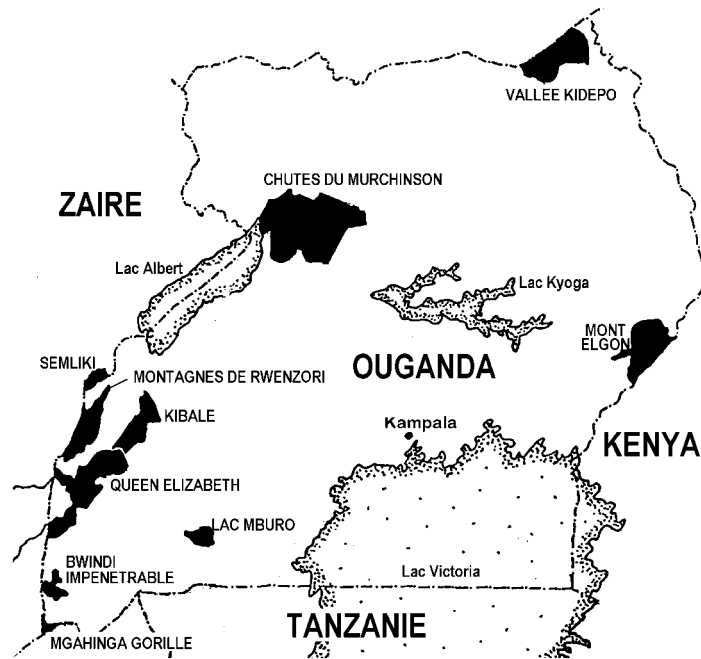 VALLEE KIDEPO
CHUTES DU MURCHINSON
ZAIRE
Lac Albert
Lac Kyoga
MONT
ELGON
SEMLIKI
OUGANDA
MONTAGNES DE RWENZORI
KIBALE
Kampala
KENYA
QUEEN ELIZABETH
LAC MBURO
BWINDI
IMPENETRABLE
Lac Victoria
TANZANIE
MGAHINGA GORILLE